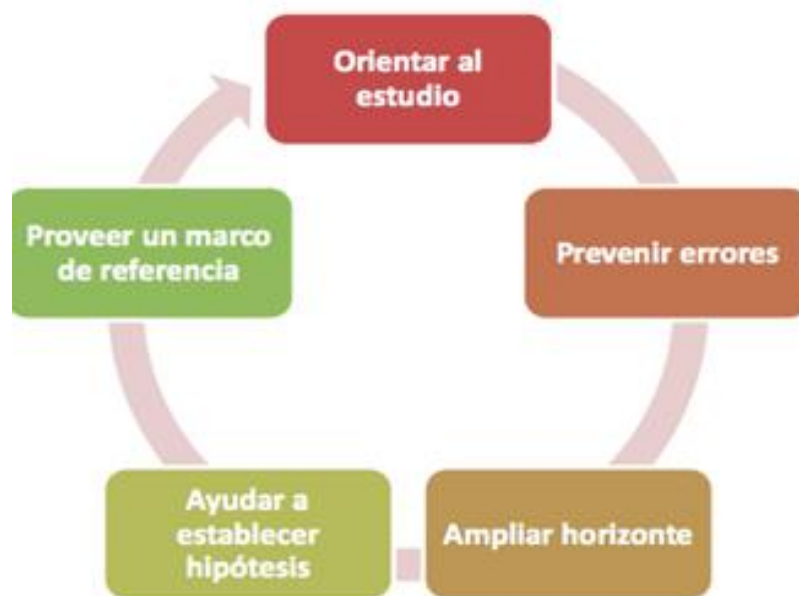 Orientar al
estudio
Prevenir errores
Ampliar horizonte
Ayudar a
establecer
hipótesis
Proveer un marco
de referencia